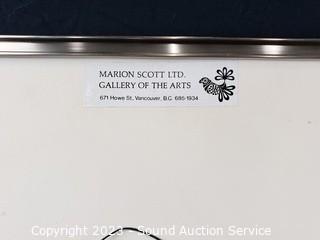 MARION SCOTT LTD.
GALLERY OF THE ARTS
671 Howe St., Vancouver, B.C. 685-1934
Copyright 2023 - Sound Auction Service